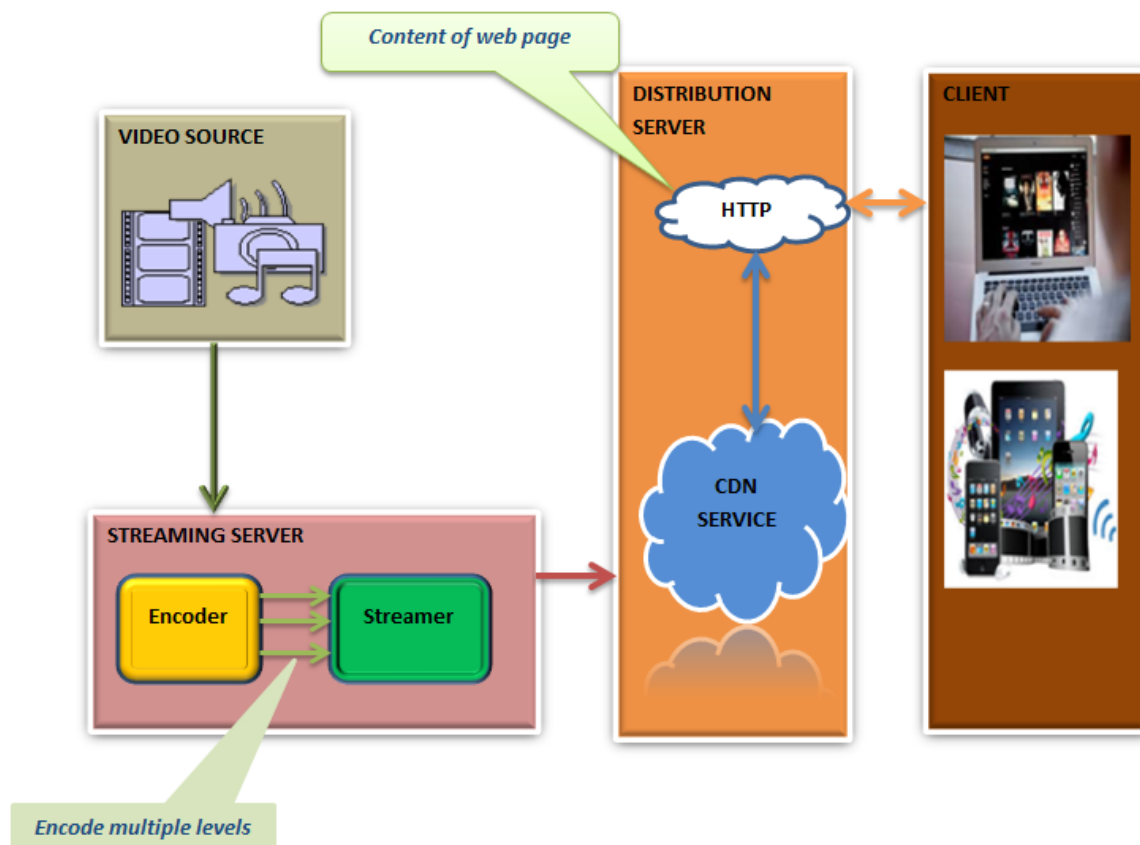 Content of web page
VIDEO SOURCE
DISTRIBUTION
SERVER
HTTP
CDN
SERVICE
CLIENT
STREAMING SERVER
Encoder
Streamer
Encode multiple levels